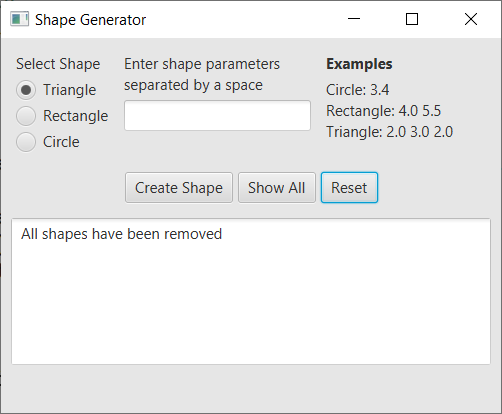 Shape Generator
Select Shape
Triangle
Rectangle
Circle
Enter shape parameters
separated by a space
Examples
Circle: 3.4
Rectangle: 4.0 5.5
Triangle: 2.0 3.0 2.0
Create Shape
Show All
Reset
All shapes have been removed